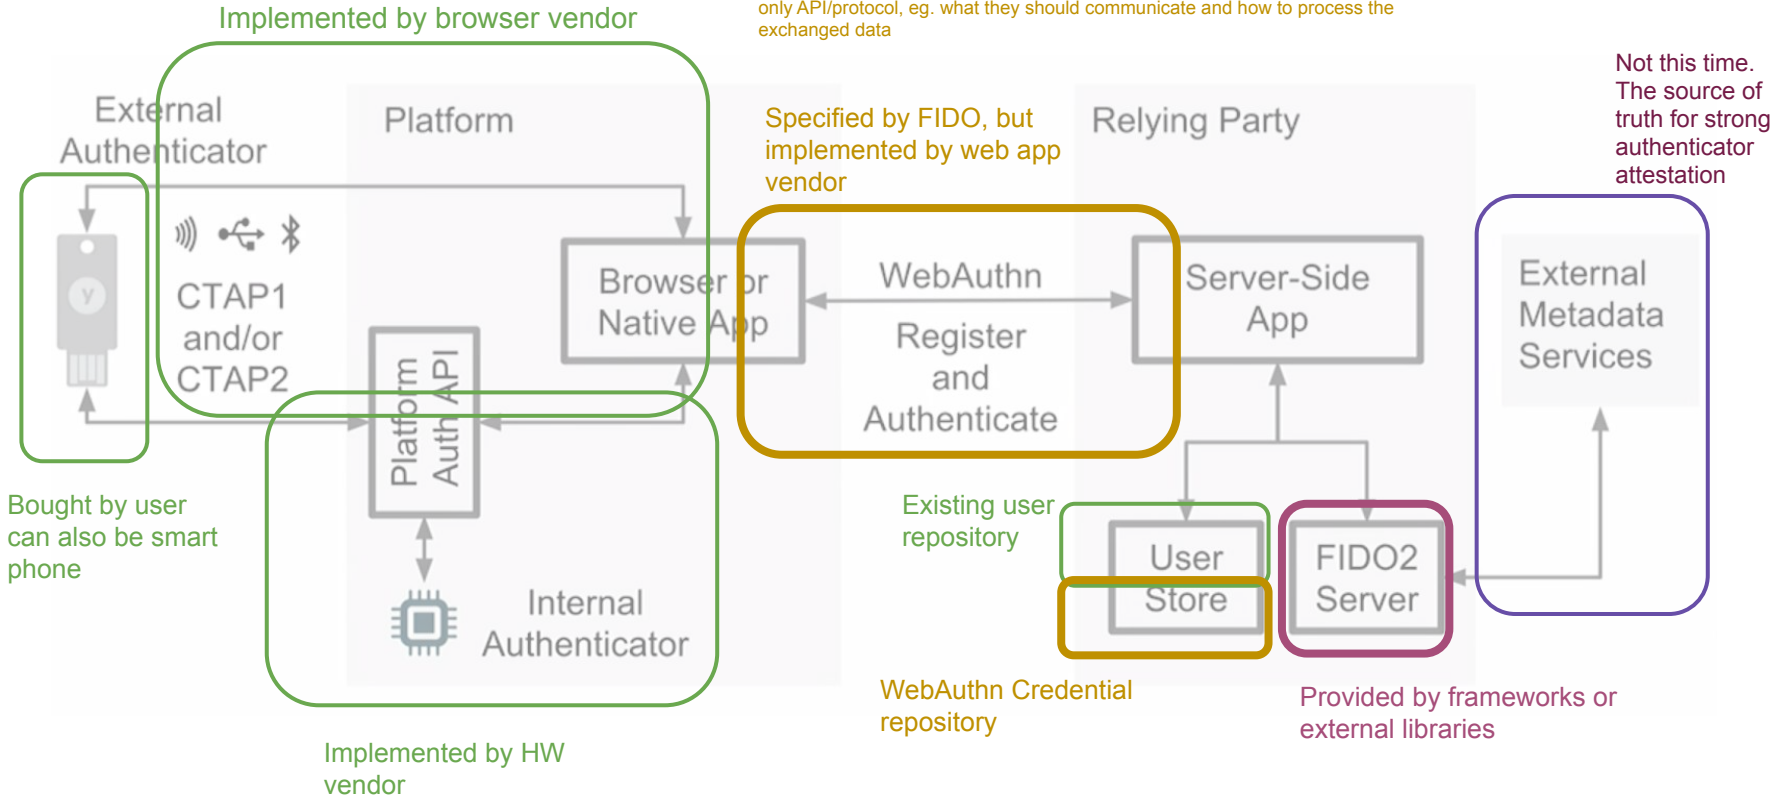 Implemented by browser vendor
only API/protocol, eg. what they should communicate and how to process the
exchanged data
Not this time.
The source of
truth for strong
authenticator
attestation
External
Authenticator
Platform
Specified by FIDO, but
implemented by web app
vendor
Relying Party
Y
CTAP1
and/or
CTAP2
Browser or
Native App
Platform
Auth API
WebAuthn
Register
and
Authenticate
Server-Side
App
External
Metadata
Services
Bought by user
can also be smart
phone
Existing user
repository
User
Store
FIDO2
Server
Internal
Authenticator
WebAuthn Credential
repository
Provided by frameworks or
external libraries
Implemented by HW
vendor